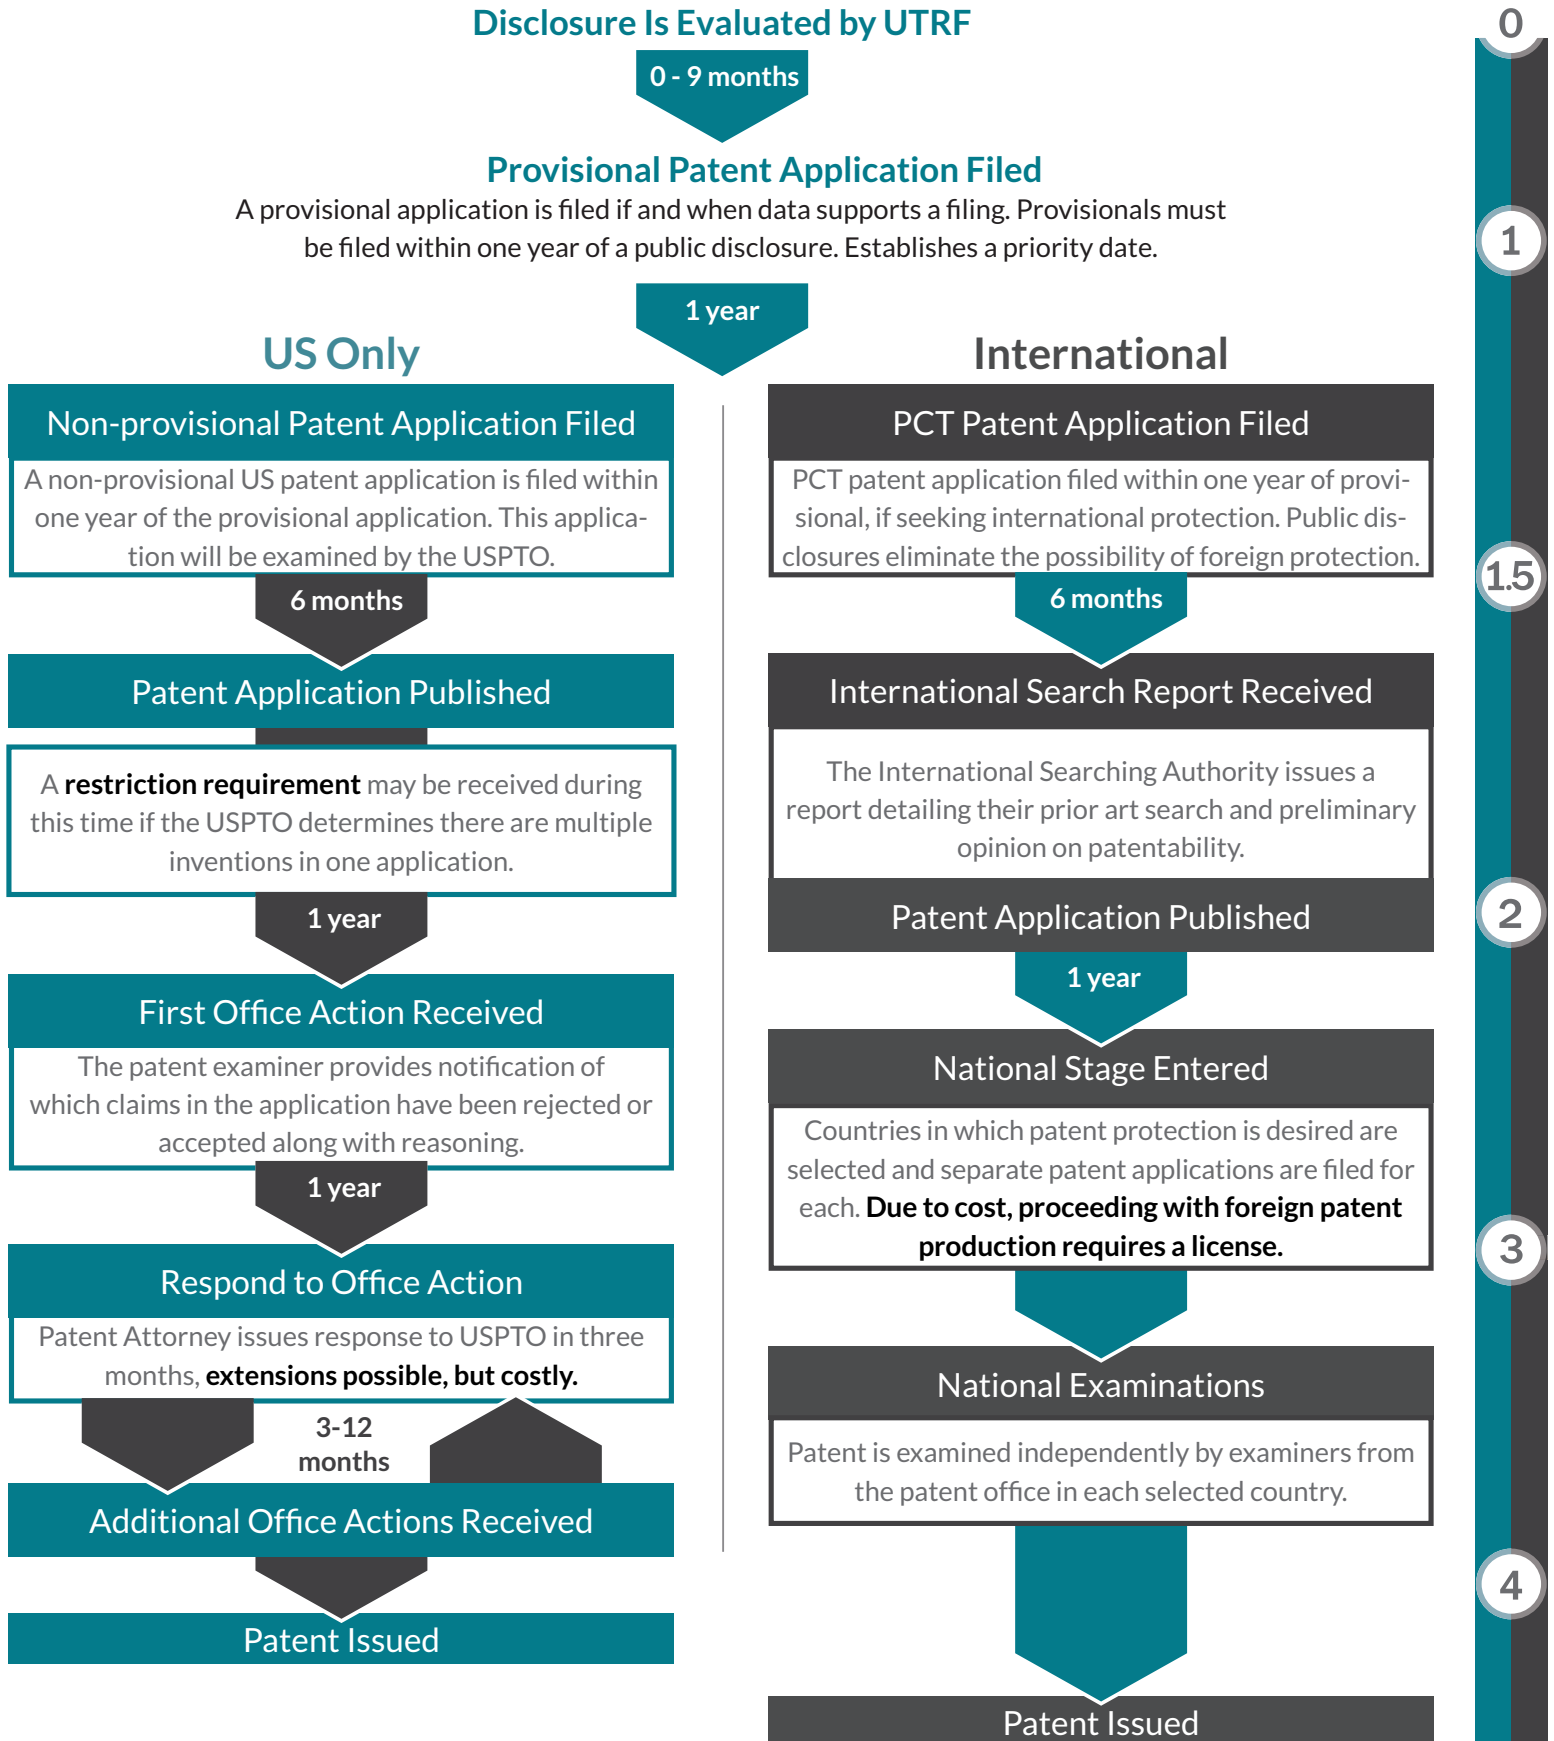 Disclosure Is Evaluated by UTRF
0 - 9 months
Provisional Patent Application Filed
A provisional application is filed if and when data supports a filing. Provisionals must
be filed within one year of a public disclosure. Establishes a priority date.
1 year
US Only
Non-provisional Patent Application Filed
A non-provisional US patent application is filed within
one year of the provisional application. This applica-
tion will be examined by the USPTO.
6 months
Patent Application Published
A restriction requirement may be received during
this time if the USPTO determines there are multiple
inventions in one application.
1 year
First Office Action Received
The patent examiner provides notification of
which claims in the application have been rejected or
accepted along with reasoning.
1 year
Respond to Office Action
Patent Attorney issues response to USPTO in three
months, extensions possible, but costly.
3-12
months
Additional Office Actions Received
Patent Issued
International
PCT Patent Application Filed
PCT patent application filed within one year of provi-
sional, if seeking international protection. Public dis-
closures eliminate the possibility of foreign protection.
6 months
International Search Report Received
The International Searching Authority issues a
report detailing their prior art search and preliminary
opinion on patentability.
Patent Application Published
1 year
National Stage Entered
Countries in which patent protection is desired are
selected and separate patent applications are filed for
each. Due to cost, proceeding with foreign patent
production requires a license.
National Examinations
Patent is examined independently by examiners from
the patent office in each selected country.
Patent Issued
0
1
1.5
2
3
4